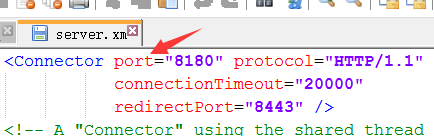 server.xm
<Connector port="8180" protocol="HTTP/1.1"
connectionTimeout="20000"
redirectPort="8443" />
<!-- A "Connector" using the shared thread